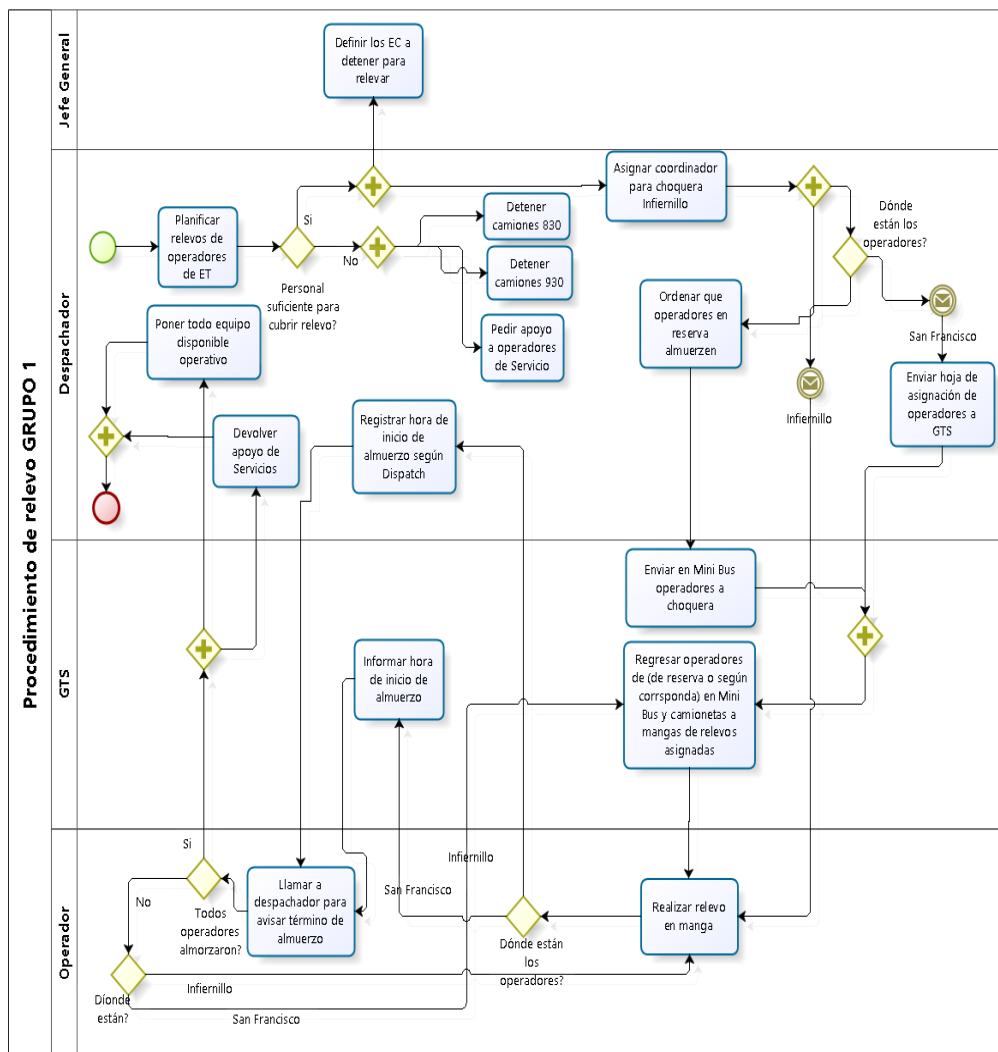 Procedimiento de relevo GRUPO 1
Jefe General
Definir los EC a
detener para
relevar
Despachador
Planificar
relevos de
operadores
de ET
Si
No
Personal
suficiente para
cubrir relevo?
Detener
camiones 830
Detener
camiones 930
Pedir apoyo
a operadores
de Servicio
Asignar coordinador
para choquera
Infiernillo
Dónde
están los
operadores?
Ordenar que
operadores en
reserva
almuerzen
San Francisco
Infiernillo
Enviar hoja de
asignación de
operadores a
GTS
Poner todo equipo
disponible
operativo
Devolver
apoyo de
Servicios
Registrar hora de
inicio de
almuerzo según
Dispatch
GTS
Enviar en Mini Bus
operadores a
choquera
Informar hora
de inicio de
almuerzo
Regresar operadores
de (de reserva o según
corrsponda) en Mini
Bus y camionetas a
mangas de relevos
asignadas
Operador
Si
No
Todos
operadores
almorzaron?
Llamar a
despachador para
avisar término de
almuerzo
San Francisco
Infiernillo
Dónde están
los
operadores?
Realizar relevo
en manga
Díonde
están?
Infiernillo
San Francisco